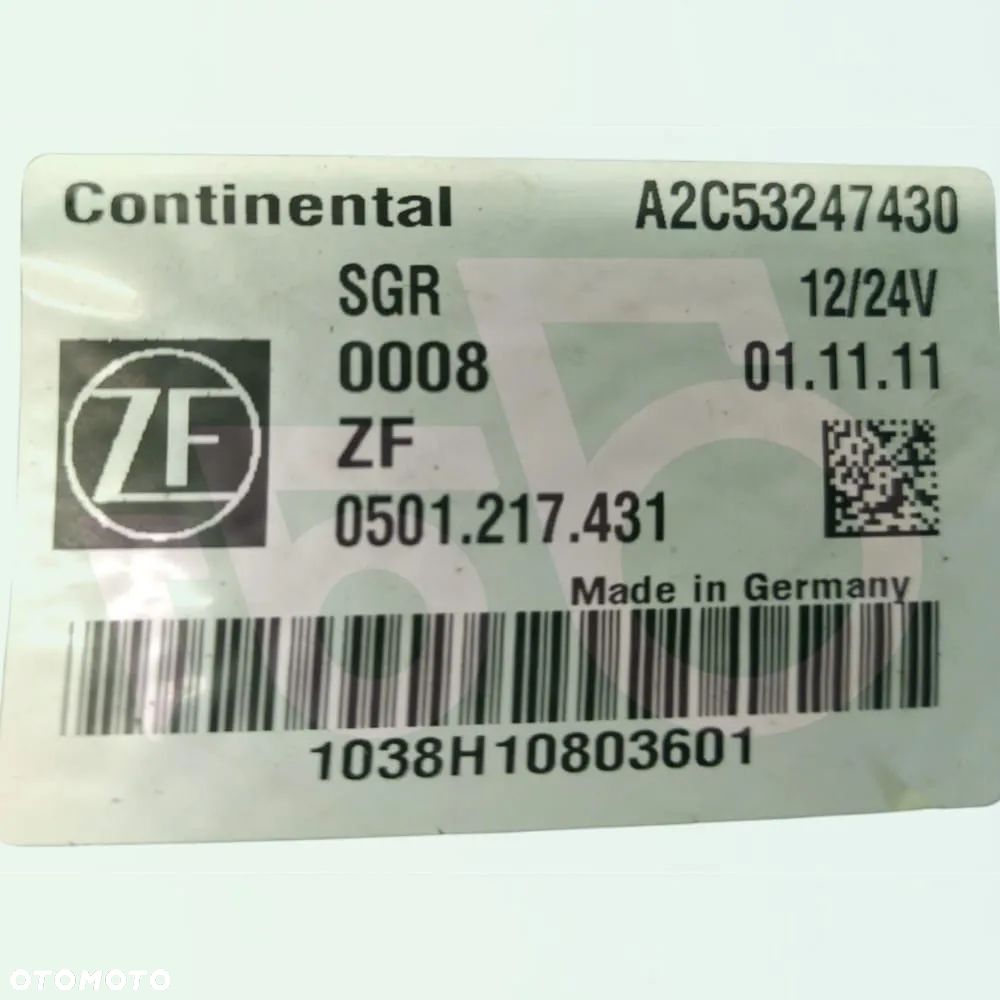 Continental A2C53247430
SGR 12/24V
0008 01.11.11
ZF
ZF
0501.217.431
Made in Germany
1038H10803601
OTOMOTO